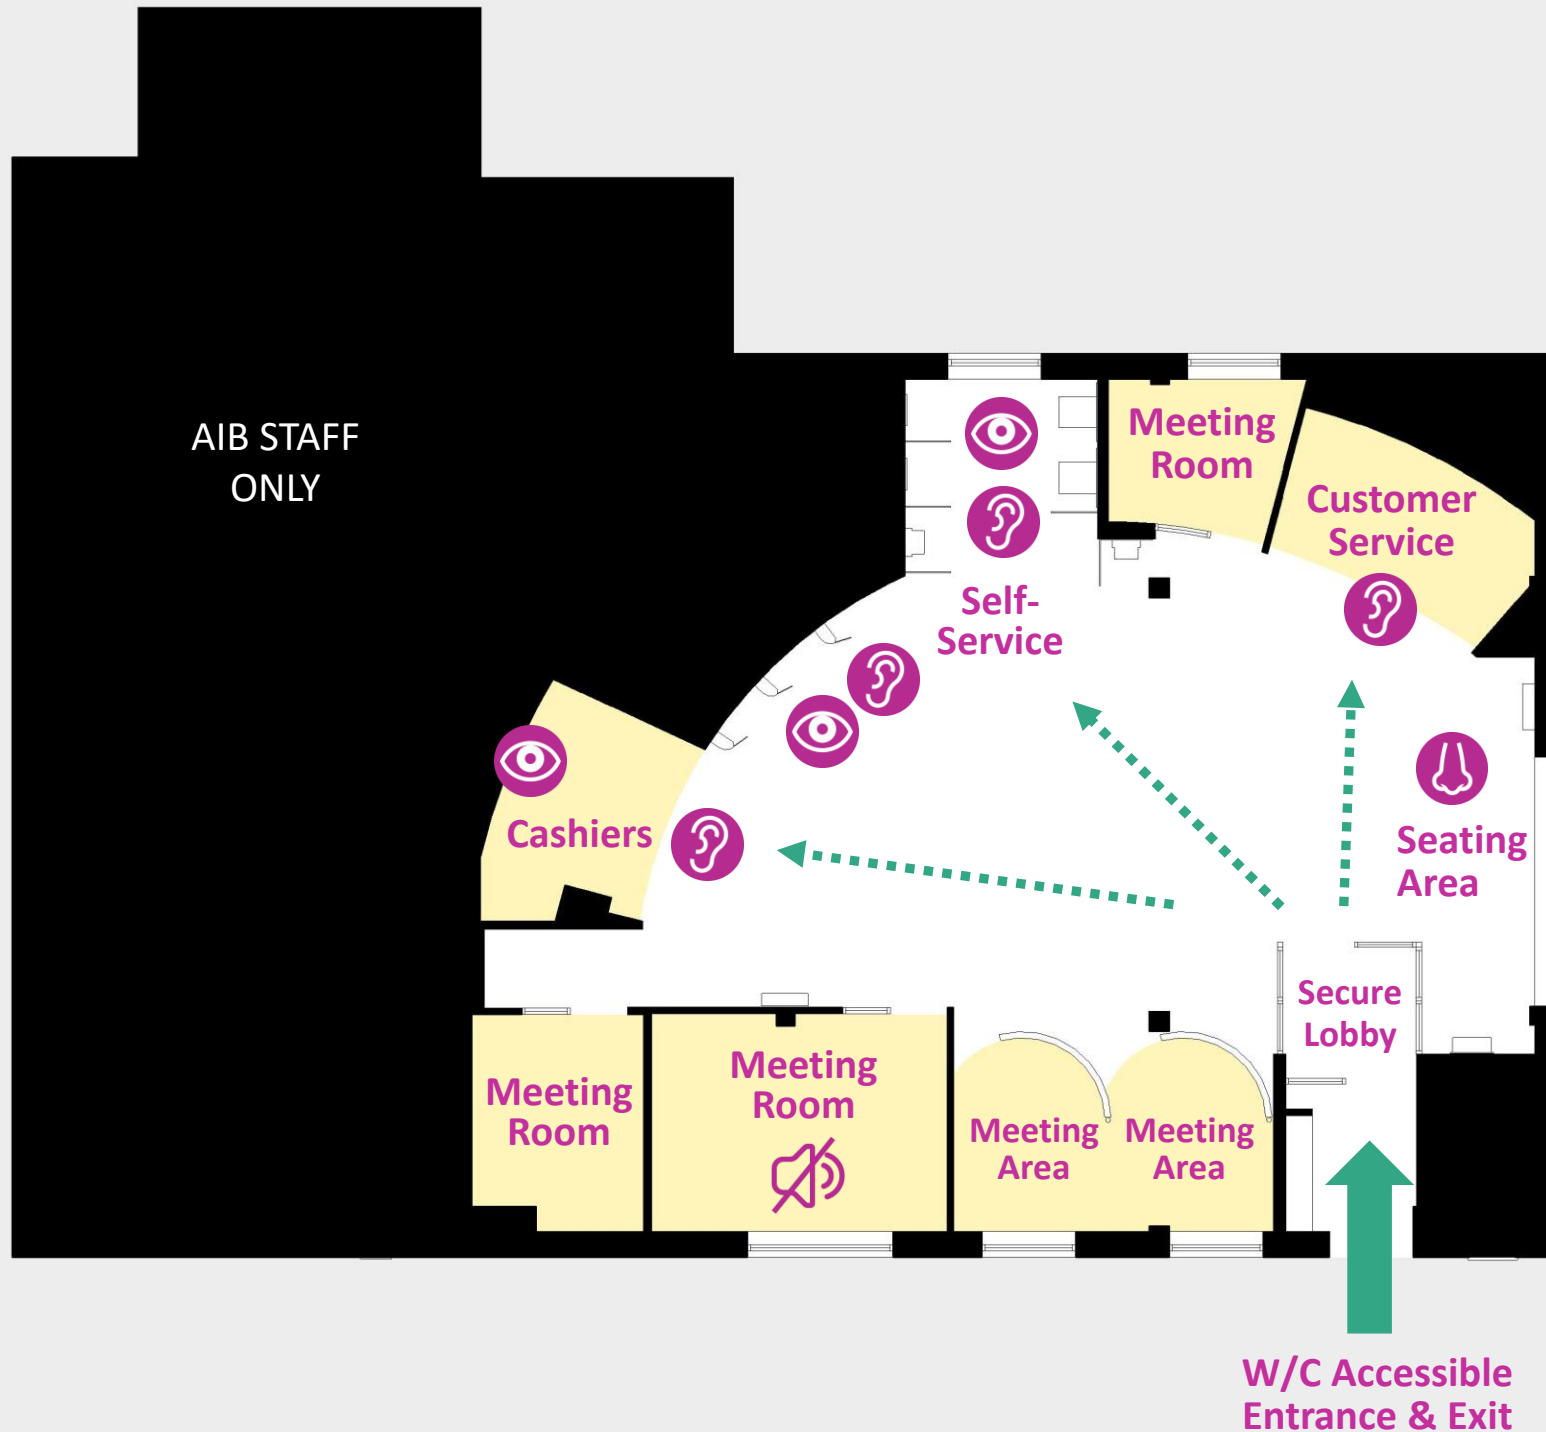 AIB STAFF
ONLY
Meeting
Room
Customer
Service
Self-
Service
Cashiers
Seating
Area
Secure
Lobby
Meeting
Room
Meeting
Room
Meeting
Area
Meeting
Area
W/C Accessible
Entrance & Exit